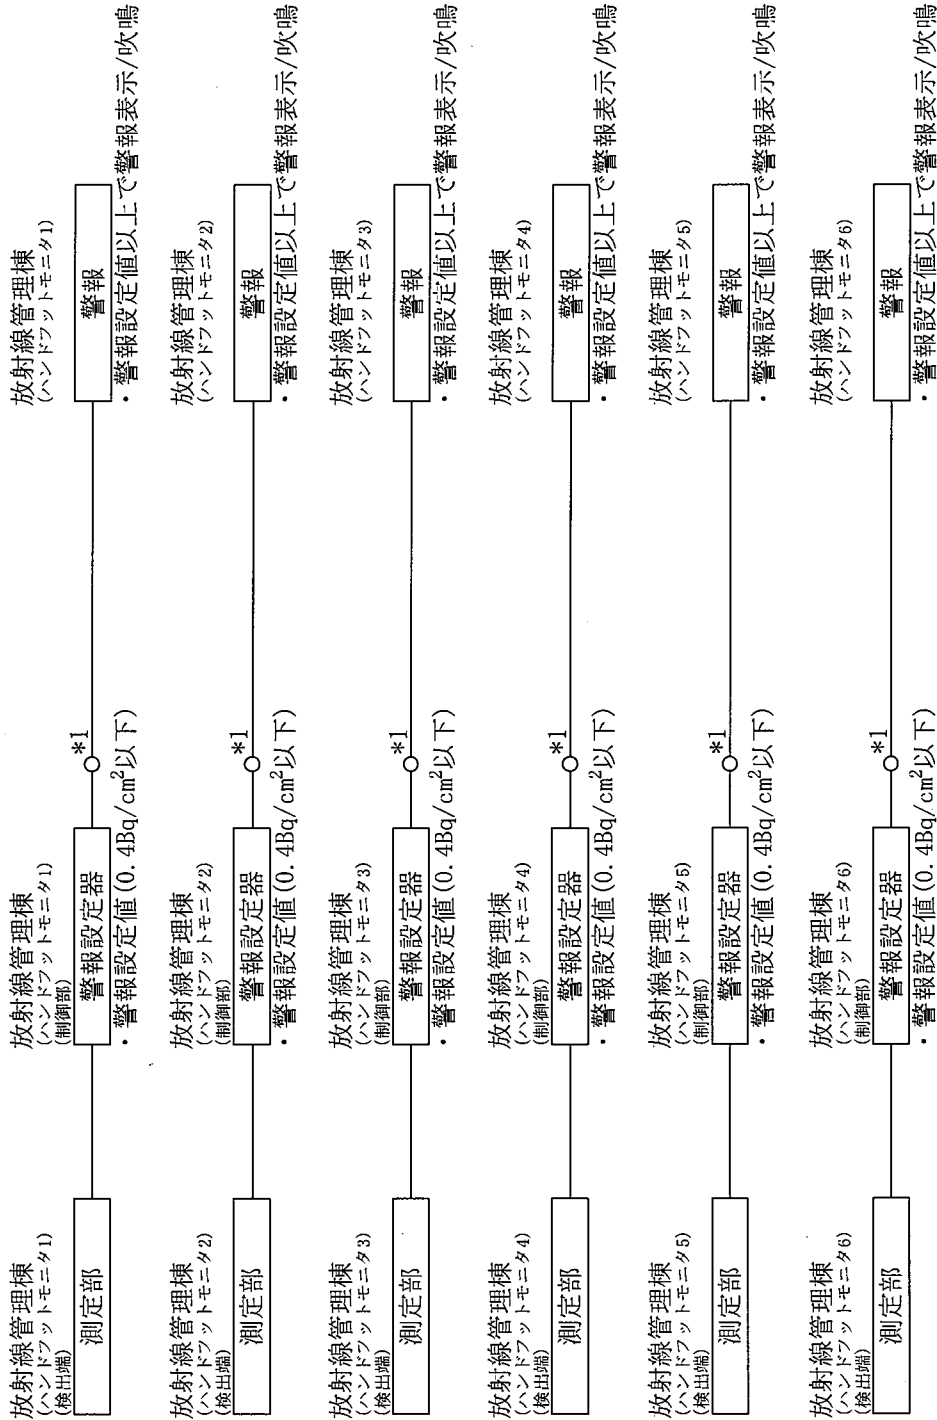 放射線管理棟
(ハンドフットモニタ1)
(検出端)
測定部
放射線管理棟
(ハンドフットモニタ1)
(制御部)
警報設定器
・警報設定値(0.4Bq/cm²以下)
*1
放射線管理棟
(ハンドフットモニタ1)
警報
・警報設定値以上で警報表示/吹鳴
放射線管理棟
(ハンドフットモニタ2)
(検出端)
測定部
放射線管理棟
(ハンドフットモニタ2)
(制御部)
警報設定器
・警報設定値(0.4Bq/cm²以下)
*1
放射線管理棟
(ハンドフットモニタ2)
警報
・警報設定値以上で警報表示/吹鳴
放射線管理棟
(ハンドフットモニタ3)
(検出端)
測定部
放射線管理棟
(ハンドフットモニタ3)
(制御部)
警報設定器
・警報設定値(0.4Bq/cm²以下)
*1
放射線管理棟
(ハンドフットモニタ3)
警報
・警報設定値以上で警報表示/吹鳴
放射線管理棟
(ハンドフットモニタ4)
(検出端)
測定部
放射線管理棟
(ハンドフットモニタ4)
(制御部)
警報設定器
・警報設定値(0.4Bq/cm²以下)
*1
放射線管理棟
(ハンドフットモニタ4)
警報
・警報設定値以上で警報表示/吹鳴
放射線管理棟
(ハンドフットモニタ5)
(検出端)
測定部
放射線管理棟
(ハンドフットモニタ5)
(制御部)
警報設定器
・警報設定値(0.4Bq/cm²以下)
*1
放射線管理棟
(ハンドフットモニタ5)
警報
・警報設定値以上で警報表示/吹鳴
放射線管理棟
(ハンドフットモニタ6)
(検出端)
測定部
放射線管理棟
(ハンドフットモニタ6)
(制御部)
警報設定器
・警報設定値(0.4Bq/cm²以下)
*1
放射線管理棟
(ハンドフットモニタ6)
警報
・警報設定値以上で警報表示/吹鳴